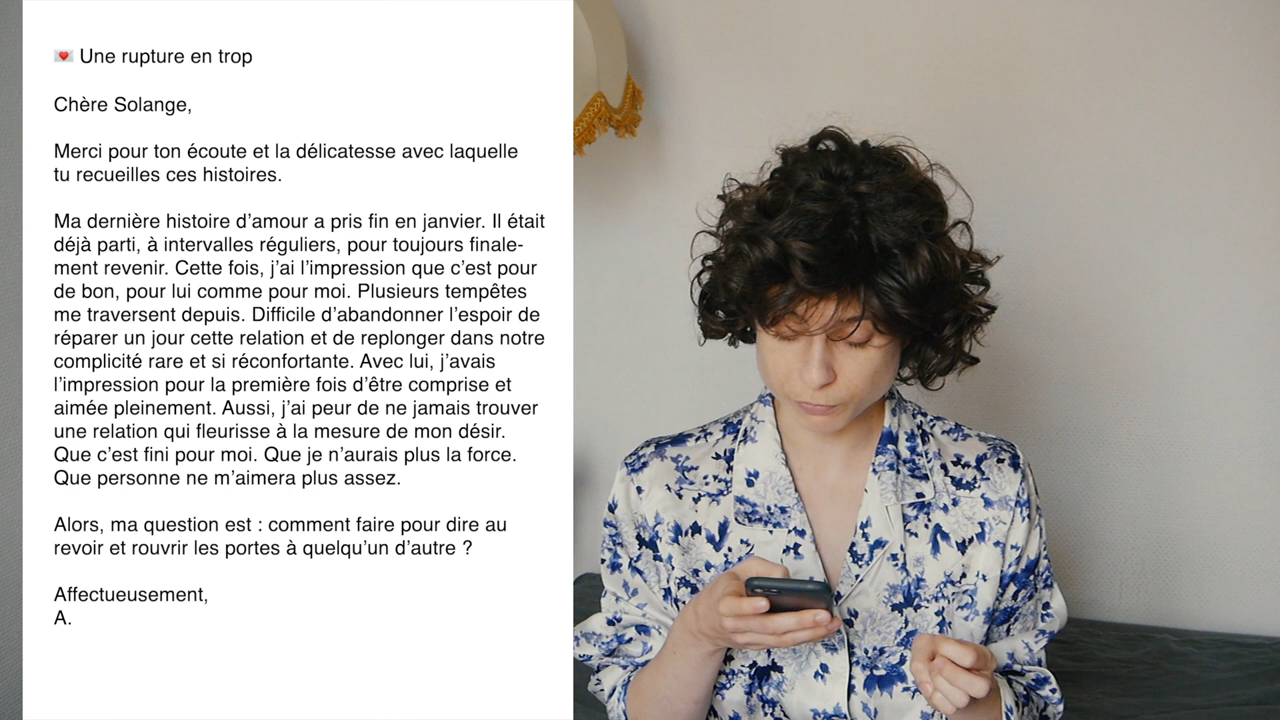 💌 Une rupture en trop
Chère Solange,
Merci pour ton écoute et la délicatesse avec laquelle
tu recueilles ces histoires.
Ma dernière histoire d’amour a pris fin en janvier. Il était
déjà parti, à intervalles réguliers, pour toujours finale-
ment revenir. Cette fois, j’ai l’impression que c’est pour
de bon, pour lui comme pour moi. Plusieurs tempêtes
me traversent depuis. Difficile d’abandonner l’espoir de
réparer un jour cette relation et de replonger dans notre
complicité rare et si réconfortante. Avec lui, j’avais
l’impression pour la première fois d’être comprise et
aimée pleinement. Aussi, j’ai peur de ne jamais trouver
une relation qui fleurisse à la mesure de mon désir.
Que c’est fini pour moi. Que je n’aurais plus la force.
Que personne ne m’aimera plus assez.
Alors, ma question est : comment faire pour dire au
revoir et rouvrir les portes à quelqu’un d’autre ?
Affectueusement,
A.